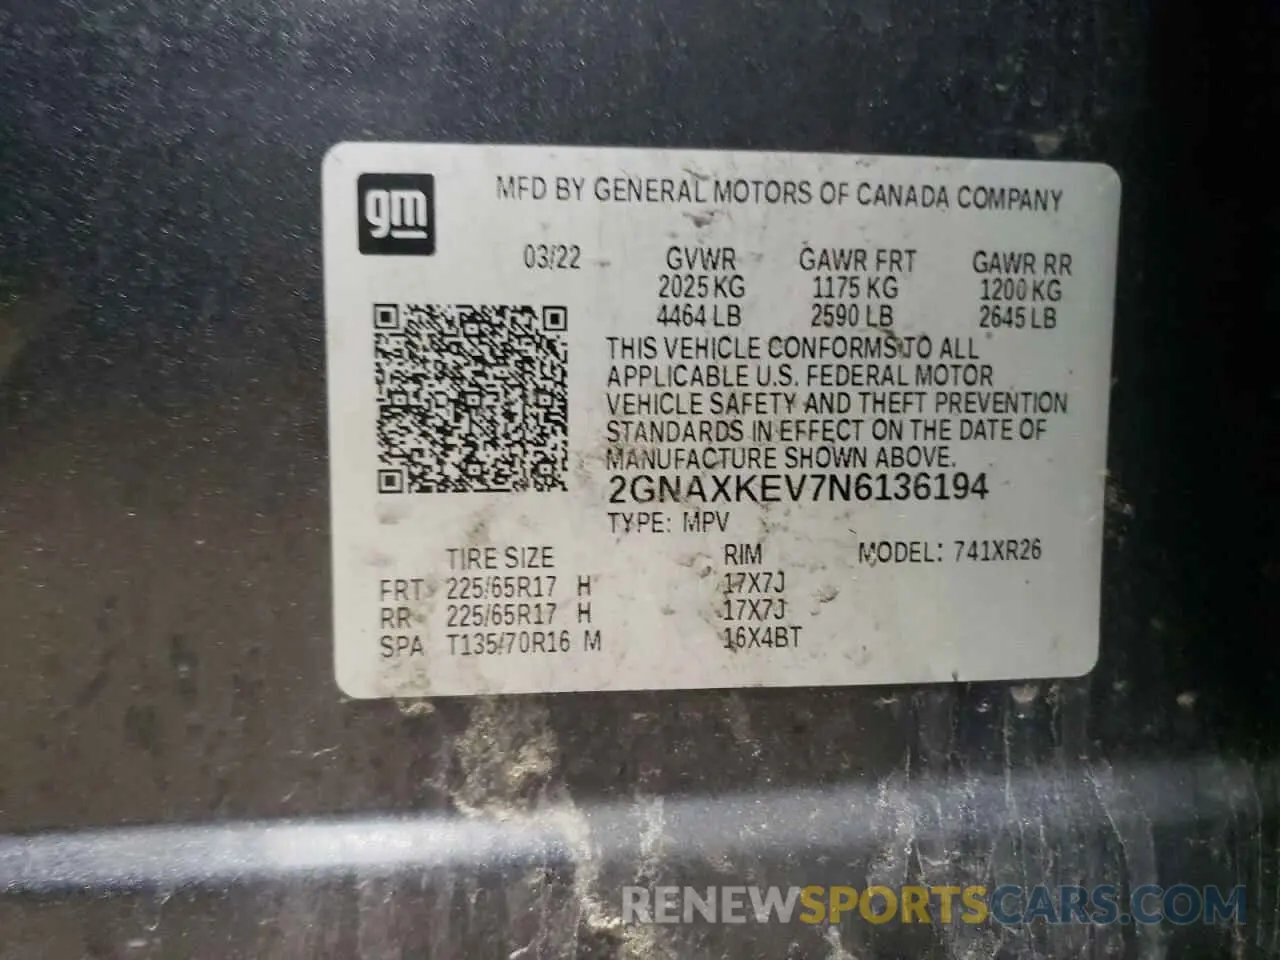 gm
MFD BY GENERAL MOTORS OF CANADA COMPANY
03/22 GVWR GAWR FRT GAWR RR
2025 KG 1175 KG 1200 KG
4464 LB 2590 LB 2645 LB
THIS VEHICLE CONFORMS TO ALL
APPLICABLE U.S. FEDERAL MOTOR
VEHICLE SAFETY AND THEFT PREVENTION
STANDARDS IN EFFECT ON THE DATE OF
MANUFACTURE SHOWN ABOVE.
2GNAXKEV7N6136194
TYPE: MPV
TIRE SIZE RIM MODEL: 741XR26
FRT 225/65R17 H 17X7J
RR 225/65R17 H 17X7J
SPA T135/70R16 M 16X4BT
RENEWSPORTSCARS.COM